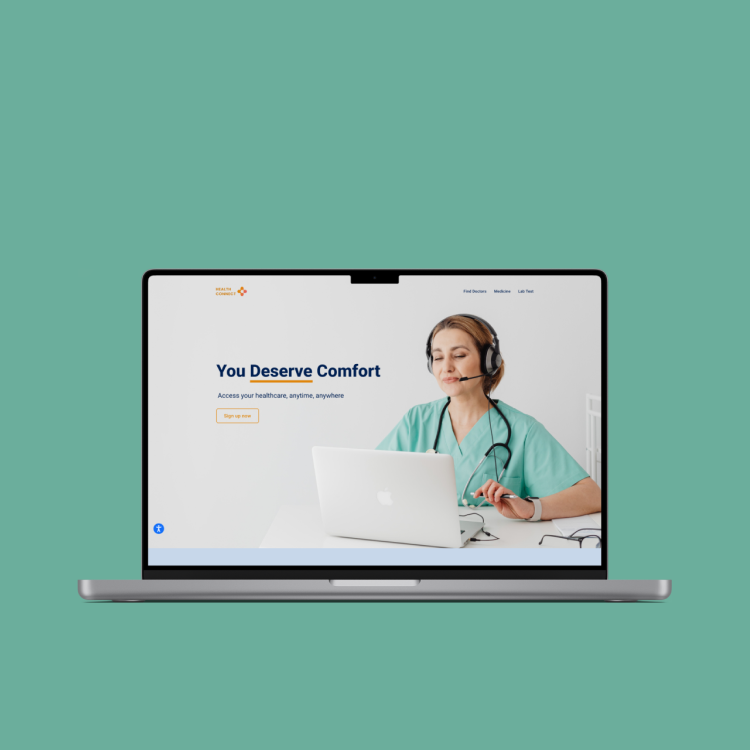 HEALTH
CONNECT
Find Doctors Medicine Lab Test
You Deserve Comfort
Access your healthcare, anytime, anywhere
Sign up now